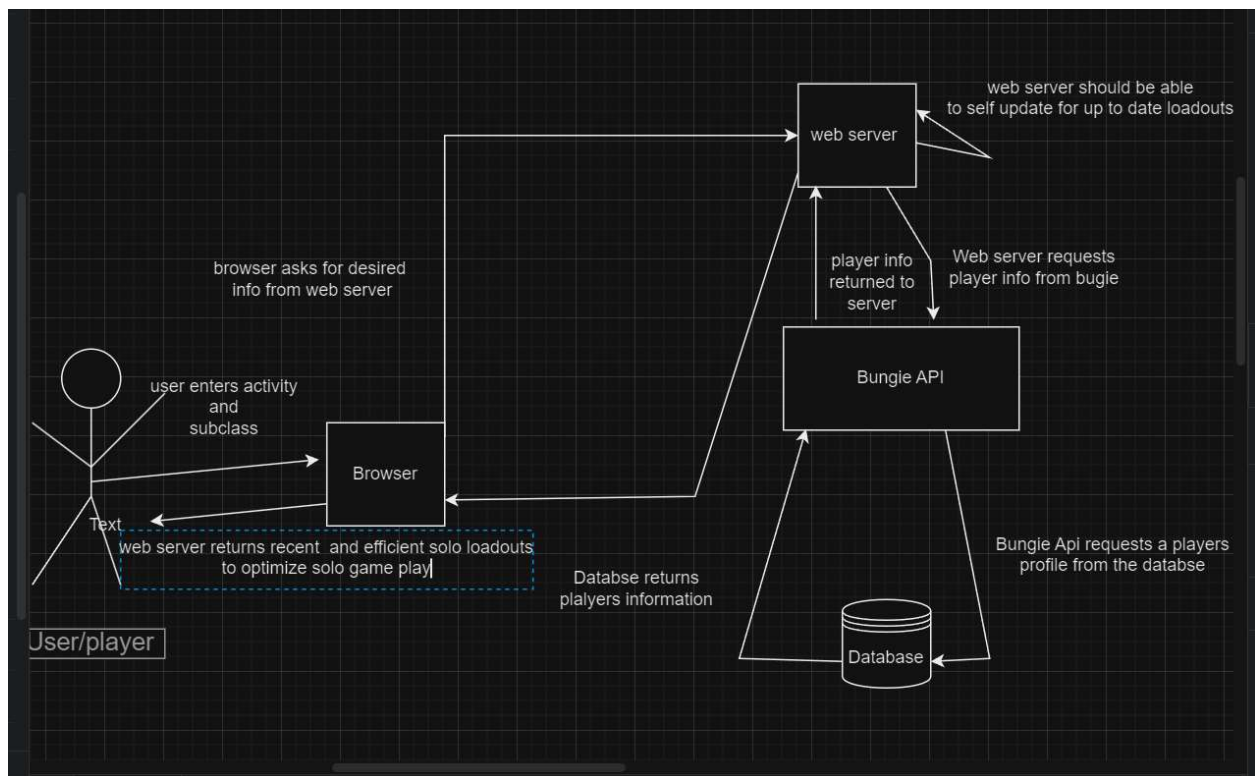 web server should be able
to self update for up to date loadouts
web server
browser asks for desired
info from web server
player info
returned to
server
Web server requests
player info from bugie
Bungie API
user enters activity
and
subclass
Browser
Text
web server returns recent and efficient solo loadouts
to optimize solo game play
Databse returns
plalyers information
Bungie Api requests a players
profile from the databse
Database
User/player